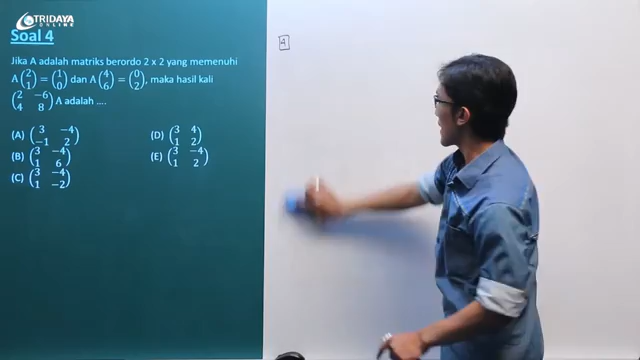 TRIDAYA
ONLINE
Soal 4
Jika A adalah matriks berordo 2 x 2 yang memenuhi
A (2 1) = (1 0) dan A (4 6) = (0 2), maka hasil kali
(2 -6 4 8) A adalah ....
(A) (3 -4 -1 2)
(B) (3 -4 1 6)
(C) (3 -4 1 -2)
(D) (3 4 1 2)
(E) (3 -4 1 2)
A